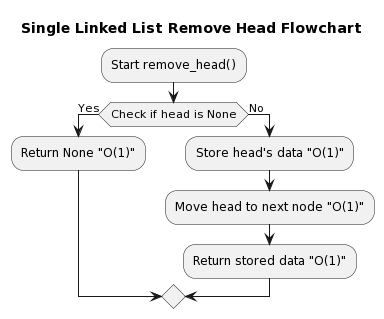 Single Linked List Remove Head Flowchart
Start remove_head()
Check if head is None
Yes
No
Return None "O(1)"
Store head's data "O(1)"
Move head to next node "O(1)"
Return stored data "O(1)"